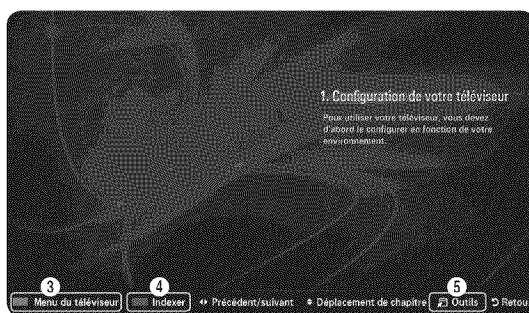 1. Configuration de votre téléviseur
Pour utiliser votre téléviseur, vous devez
d'abord le configurer en fonction de votre
environnement.
3 4 5
Menu du téléviseur Indexer Précédent/suivant Déplacement de chapitre Outils Retou